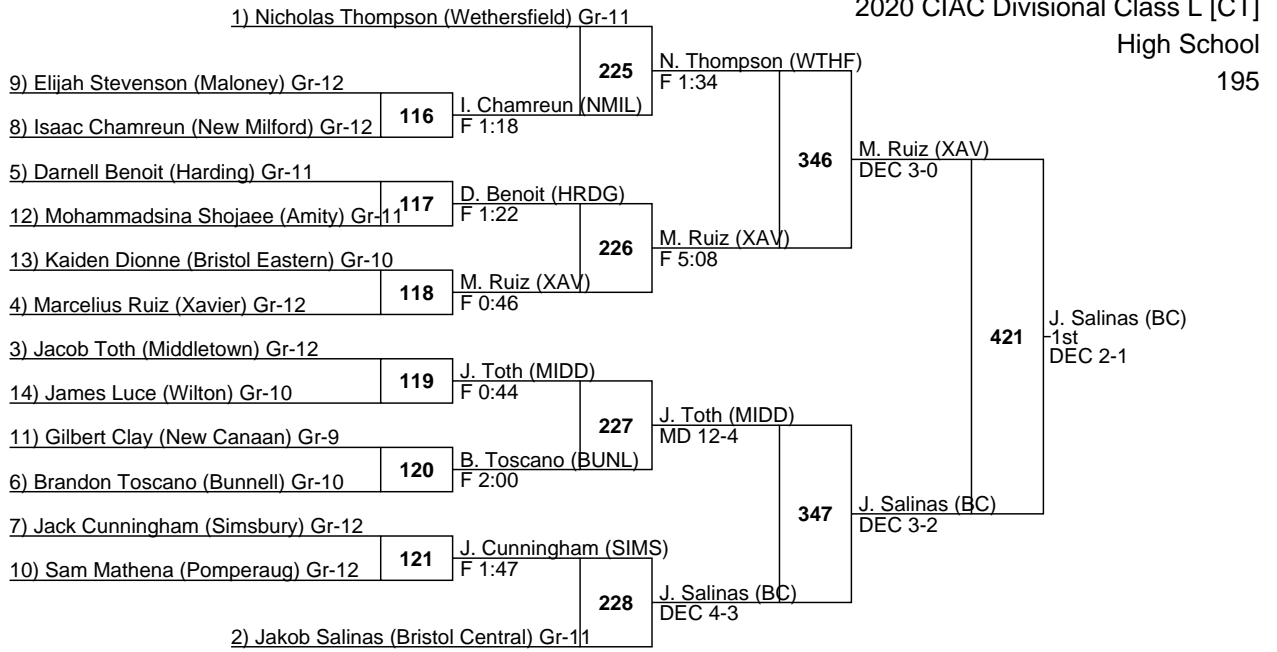 2020 CIAC Divisional Class L [CT]
High School
195
1) Nicholas Thompson (Wethersfield) Gr-11
225
N. Thompson (WTHF)
F 1:34
9) Elijah Stevenson (Maloney) Gr-12
116
I. Chamreun (NMIL)
F 1:18
8) Isaac Chamreun (New Milford) Gr-12
346
M. Ruiz (XAV)
DEC 3-0
5) Darnell Benoit (Harding) Gr-11
117
D. Benoit (HRDG)
F 1:22
12) Mohammadsina Shojaee (Amity) Gr-11
226
M. Ruiz (XAV)
F 5:08
13) Kaiden Dionne (Bristol Eastern) Gr-10
118
M. Ruiz (XAV)
F 0:46
4) Marcelius Ruiz (Xavier) Gr-12
421
J. Salinas (BC)
1st
DEC 2-1
3) Jacob Toth (Middletown) Gr-12
119
J. Toth (MIDD)
F 0:44
14) James Luce (Wilton) Gr-10
227
J. Toth (MIDD)
MD 12-4
11) Gilbert Clay (New Canaan) Gr-9
120
B. Toscano (BUNL)
F 2:00
6) Brandon Toscano (Bunnell) Gr-10
347
J. Salinas (BC)
DEC 3-2
7) Jack Cunningham (Simsbury) Gr-12
121
J. Cunningham (SIMS)
F 1:47
10) Sam Mathena (Pomperaug) Gr-12
228
J. Salinas (BC)
DEC 4-3
2) Jakob Salinas (Bristol Central) Gr-11